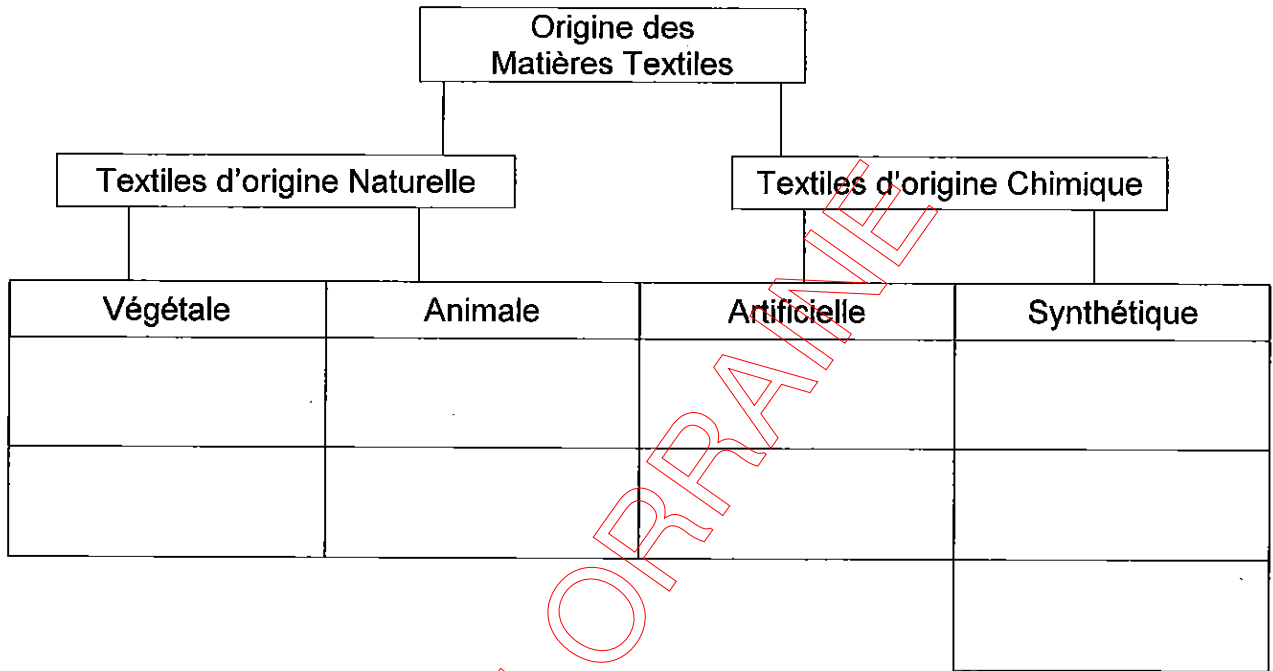 Origine des
Matières Textiles
Textiles d'origine Naturelle
Textiles d'origine Chimique
Végétale
Animale
Artificielle
Synthétique
ORRAINE